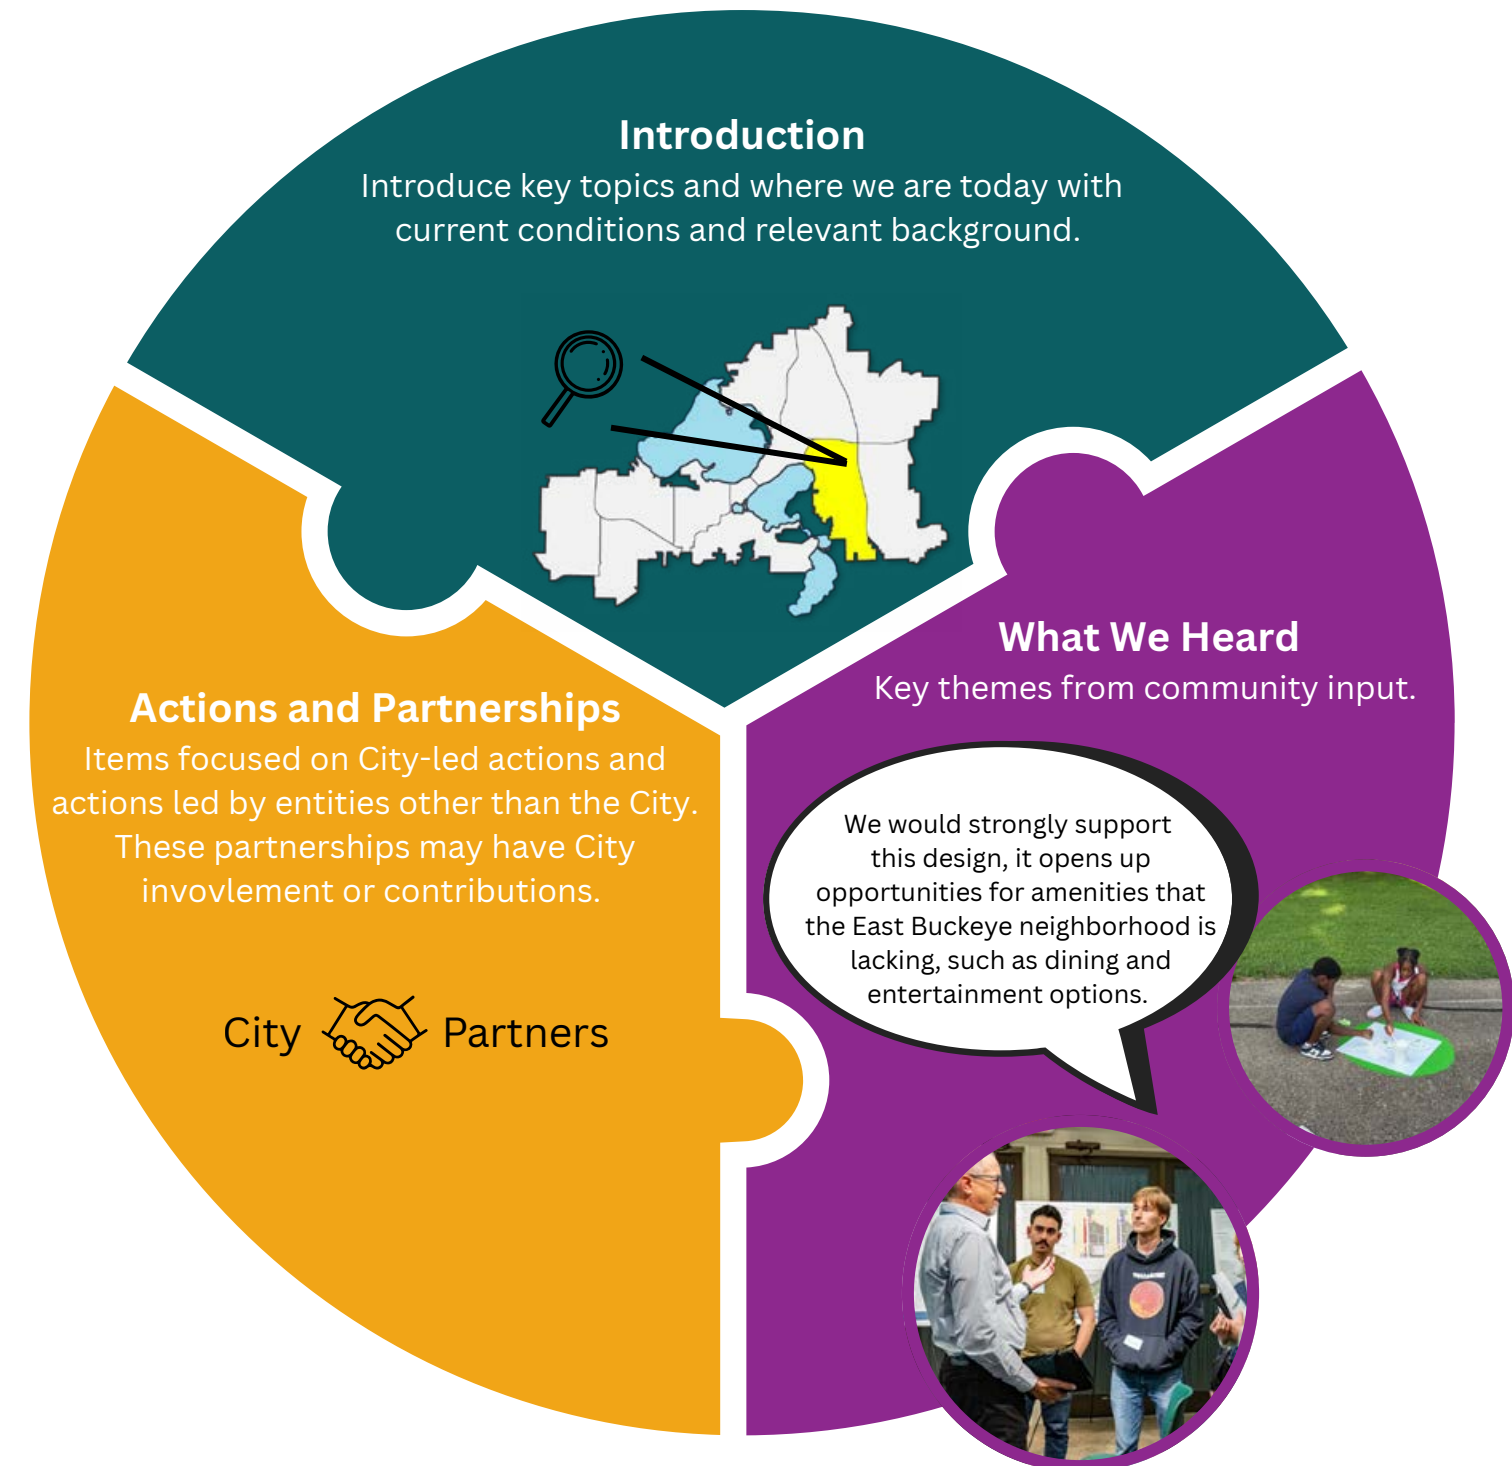 Introduction
Introduce key topics and where we are today with
current conditions and relevant background.
What We Heard
Key themes from community input.
We would strongly support
this design, it opens up
opportunities for amenities that
the East Buckeye neighborhood is
lacking, such as dining and
entertainment options.
Actions and Partnerships
Items focused on City-led actions and
actions led by entities other than the City.
These partnerships may have City
invovlement or contributions.
City Partners